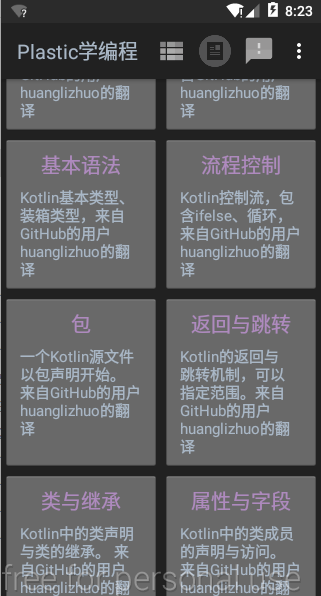 8:23
Plastic学编程
huanglizhuo的翻
译
huanglizhuo的翻
译
基本语法
Kotlin基本类型、
装箱类型，来自
GitHub的用户
huanglizhuo的翻
译
流程控制
Kotlin控制流，包
含ifelse、循环，
来自GitHub的用户
huanglizhuo的翻
译
包
一个Kotlin源文件
以包声明开始。
来自GitHub的用户
huanglizhuo的翻
译
返回与跳转
Kotlin的返回与
跳转机制，可以
指定范围。来自
GitHub的用户
huanglizhuo的翻
译
类与继承
Kotlin中的类声明
与类的继承。 来
自GitHub的用户
属性与字段
Kotlin中的类成员
的声明与访问。
来自GitHub的用户
free for personal use